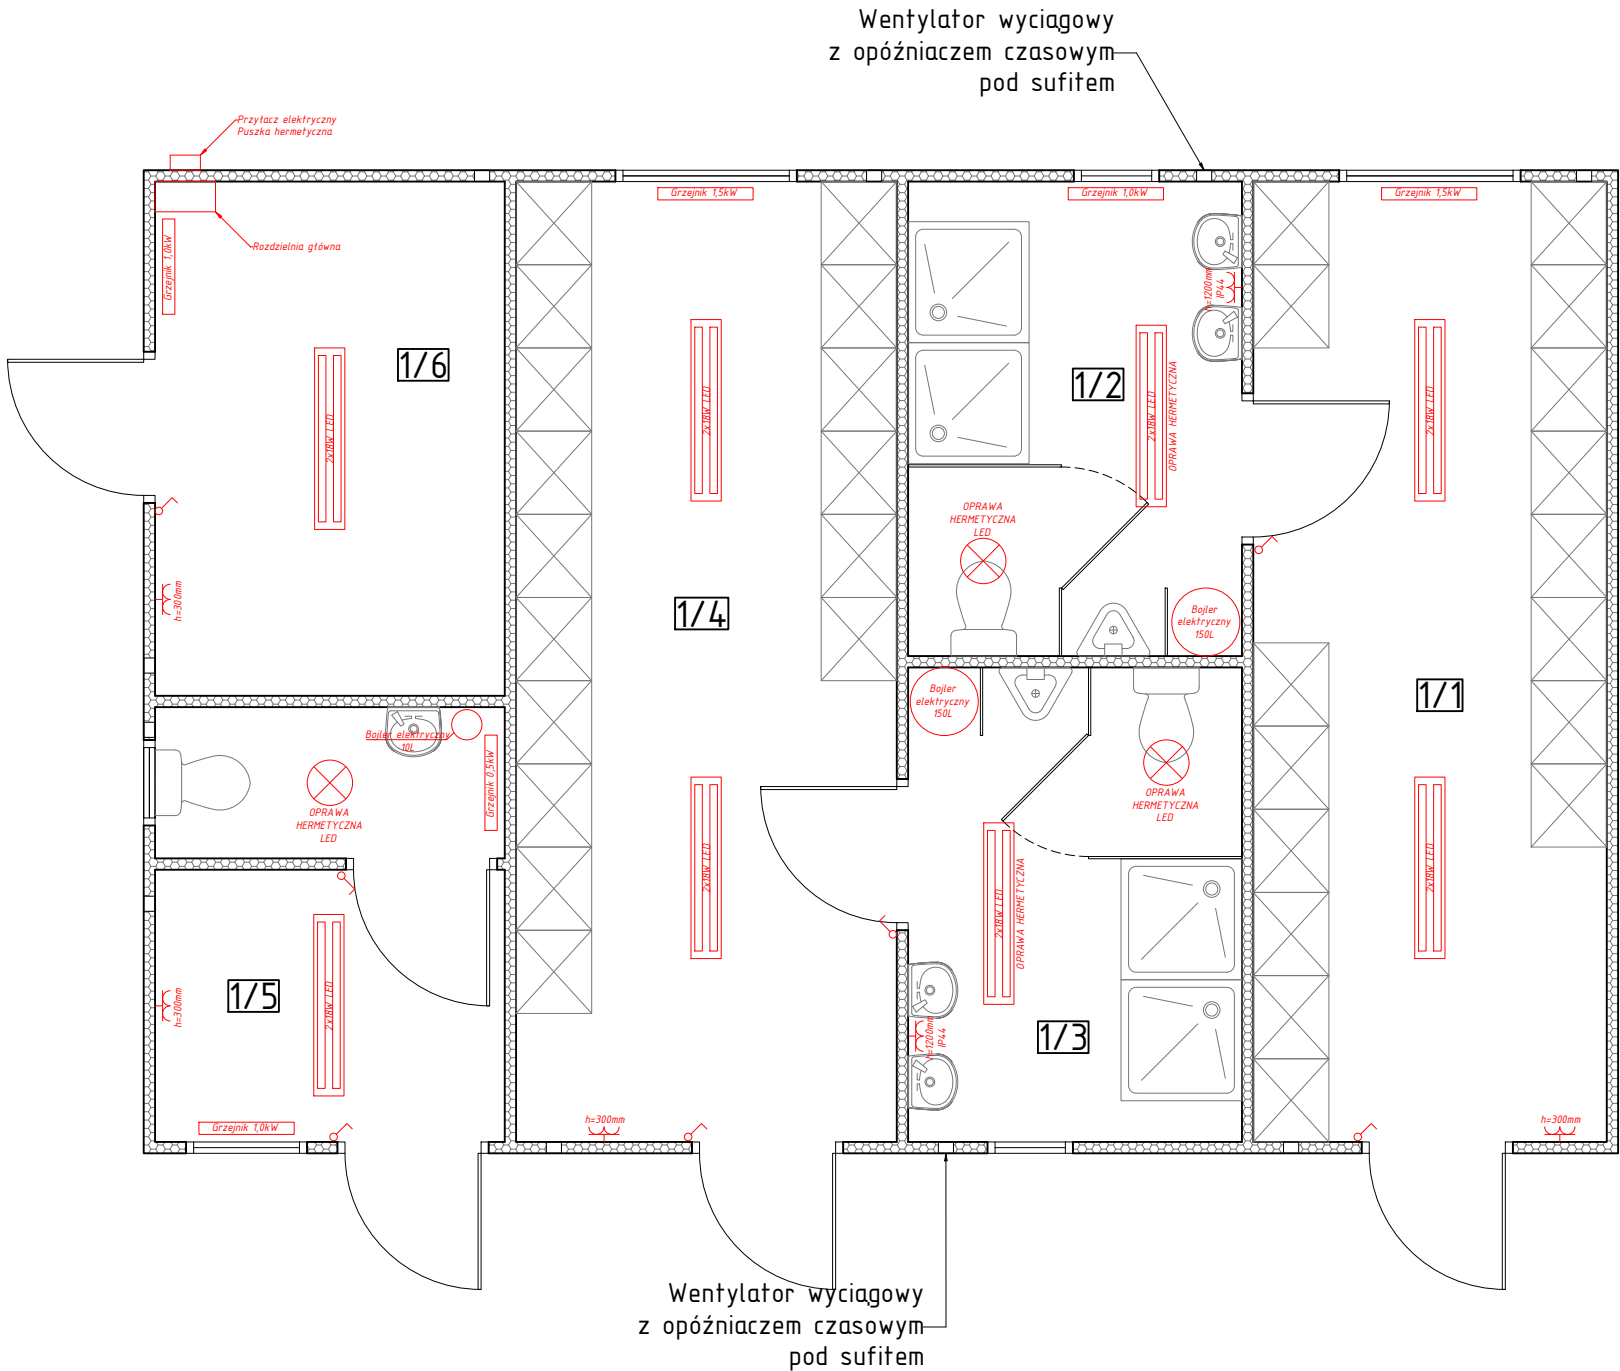 Wentylator wyciągowy
z opóźniaczem czasowym
pod sufitem
Przyłacz elektryczny
Puszka hermetyczna
Rozdzielnia główna
Grzejnik 1,0kW
Grzejnik 1,5kW
Grzejnik 1,0kW
Grzejnik 1,5kW
h=1200mm
IP44
1/6
2x18W LED
2x18W LED
1/2
2x18W LED
OPRAWA HERMETYCZNA
2x18W LED
OPRAWA
HERMETYCZNA
LED
h=300mm
1/4
Bojler
elektryczny
150L
Bojler
elektryczny
150L
1/1
Bojler elektryczny
10L
Grzejnik 0,5kW
OPRAWA
HERMETYCZNA
LED
OPRAWA
HERMETYCZNA
LED
2x18W LED
2x18W LED
OPRAWA HERMETYCZNA
2x18W LED
1/5
h=300mm
2x18W LED
h=1200mm
IP44
1/3
Grzejnik 1,0kW
h=300mm
h=300mm
Wentylator wyciągowy
z opóźniaczem czasowym
pod sufitem